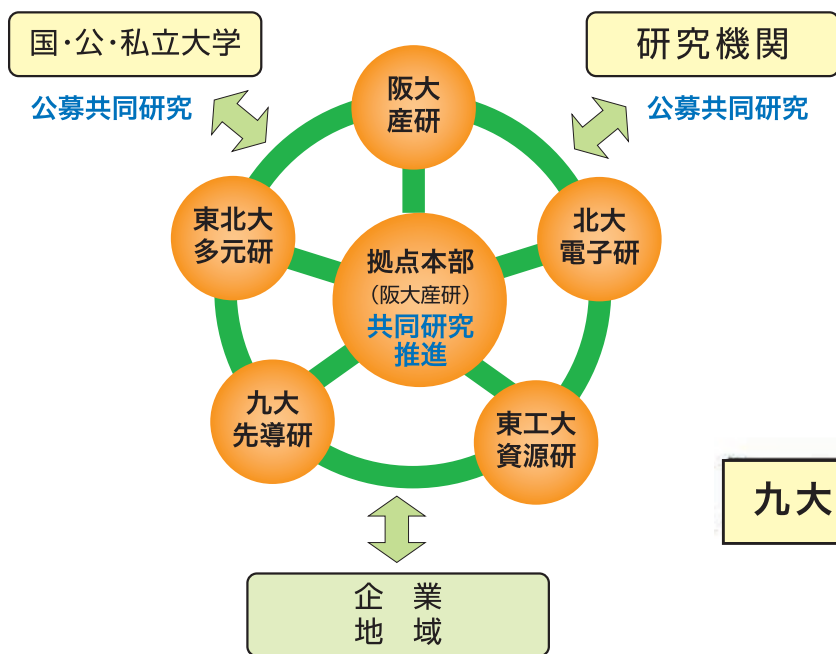 国・公・私立大学
研究機関
公募共同研究
公募共同研究
阪大
産研
東北大
多元研
北大
電子研
拠点本部
（阪大産研）
共同研究
推進
九大
先導研
東工大
資源研
九大
企 業
地 域